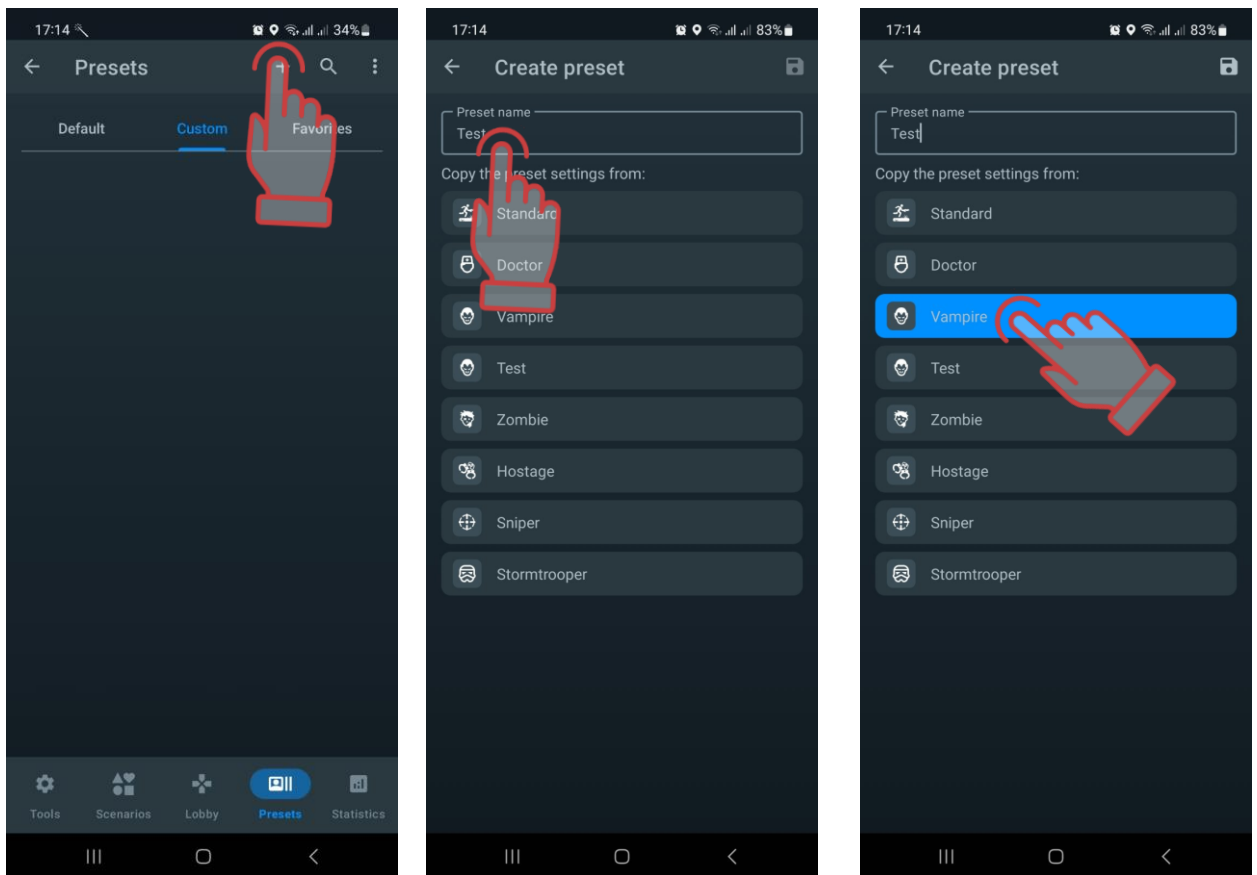 17:14
34%
Presets
Default
Custom
Favorites
Tools
Scenarios
Lobby
Presets
Statistics
17:14
83%
Create preset
Preset name
Test
Copy the preset settings from:
Standard
Doctor
Vampire
Test
Zombie
Hostage
Sniper
Stormtrooper
17:14
83%
Create preset
Preset name
Test
Copy the preset settings from:
Standard
Doctor
Vampire
Test
Zombie
Hostage
Sniper
Stormtrooper